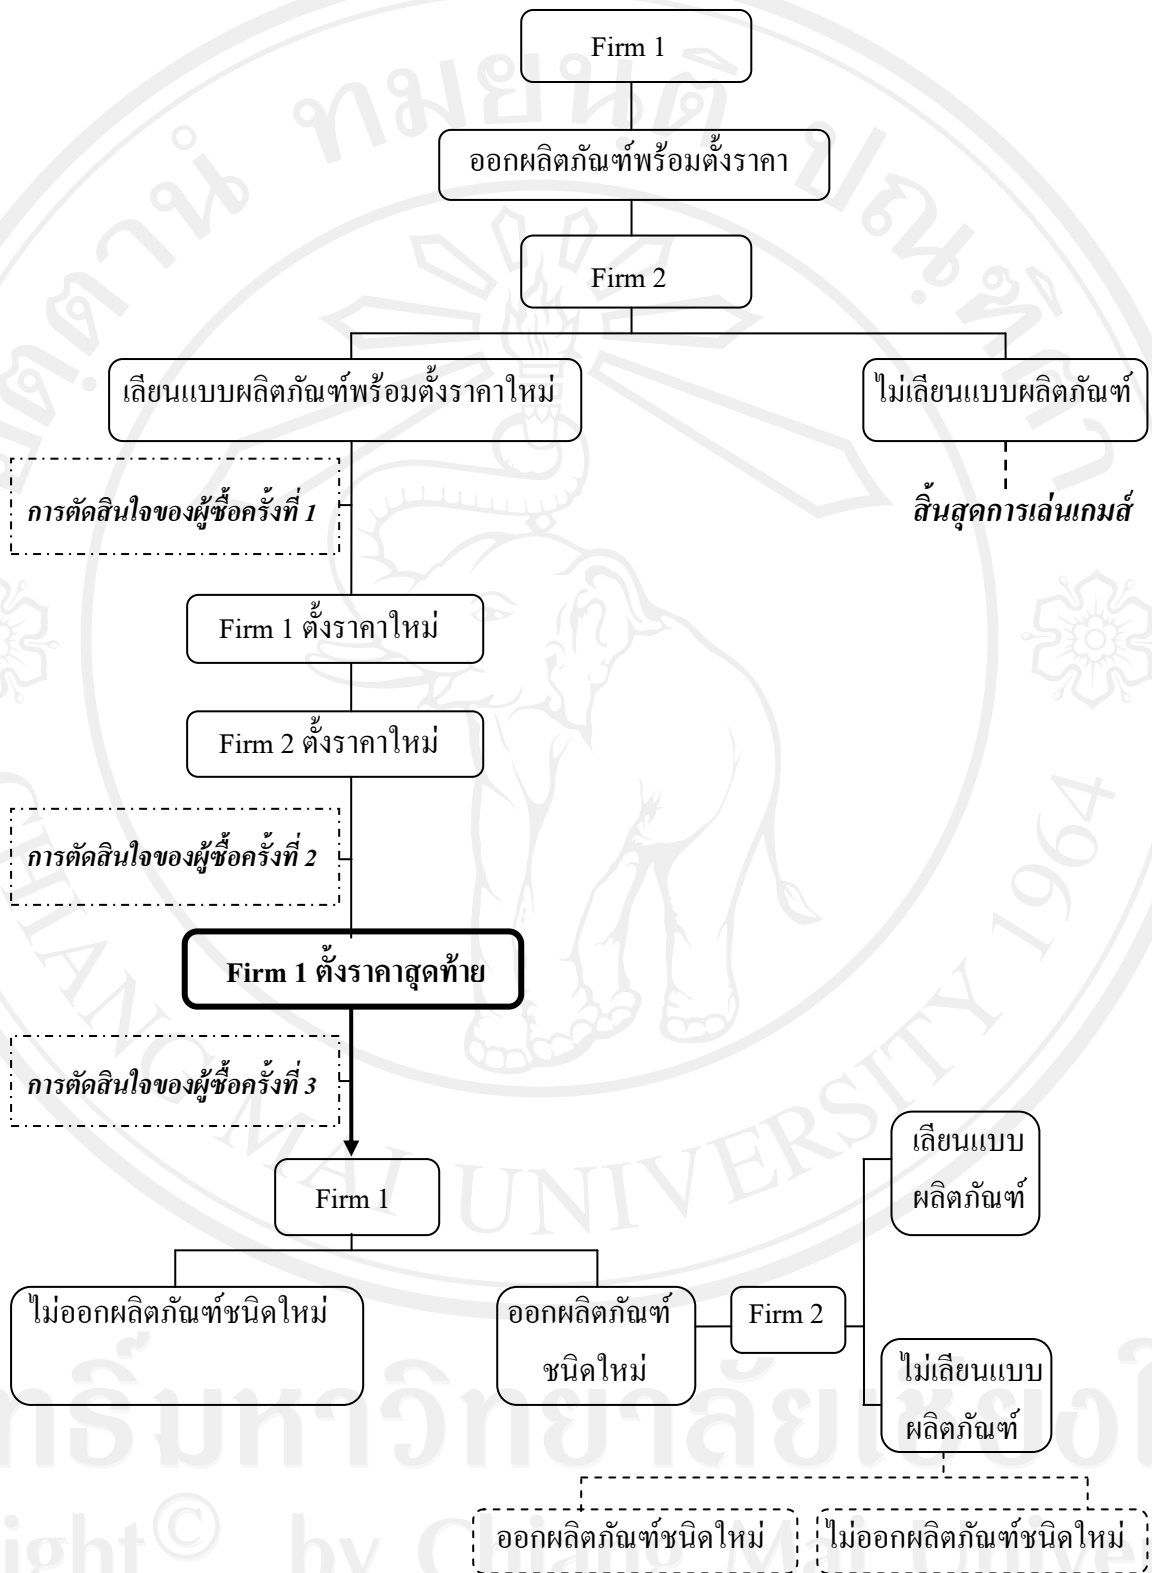 Firm 1
ออกผลิตภัณฑ์พร้อมตั้งราคา
Firm 2
เลียนแบบผลิตภัณฑ์พร้อมตั้งราคาใหม่
ไม่เลียนแบบผลิตภัณฑ์
การตัดสินใจของผู้ซื้อครั้งที่ 1
สิ้นสุดการเล่นเกมส์
Firm 1 ตั้งราคาใหม่
Firm 2 ตั้งราคาใหม่
การตัดสินใจของผู้ซื้อครั้งที่ 2
Firm 1 ตั้งราคาสุดท้าย
การตัดสินใจของผู้ซื้อครั้งที่ 3
Firm 1
เลียนแบบ
ผลิตภัณฑ์
ไม่ออกผลิตภัณฑ์ชนิดใหม่
ออกผลิตภัณฑ์
ชนิดใหม่
Firm 2
ไม่เลียนแบบ
ผลิตภัณฑ์
ออกผลิตภัณฑ์ชนิดใหม่
ไม่ออกผลิตภัณฑ์ชนิดใหม่
CHIANG MAI UNIVERSITY 1964